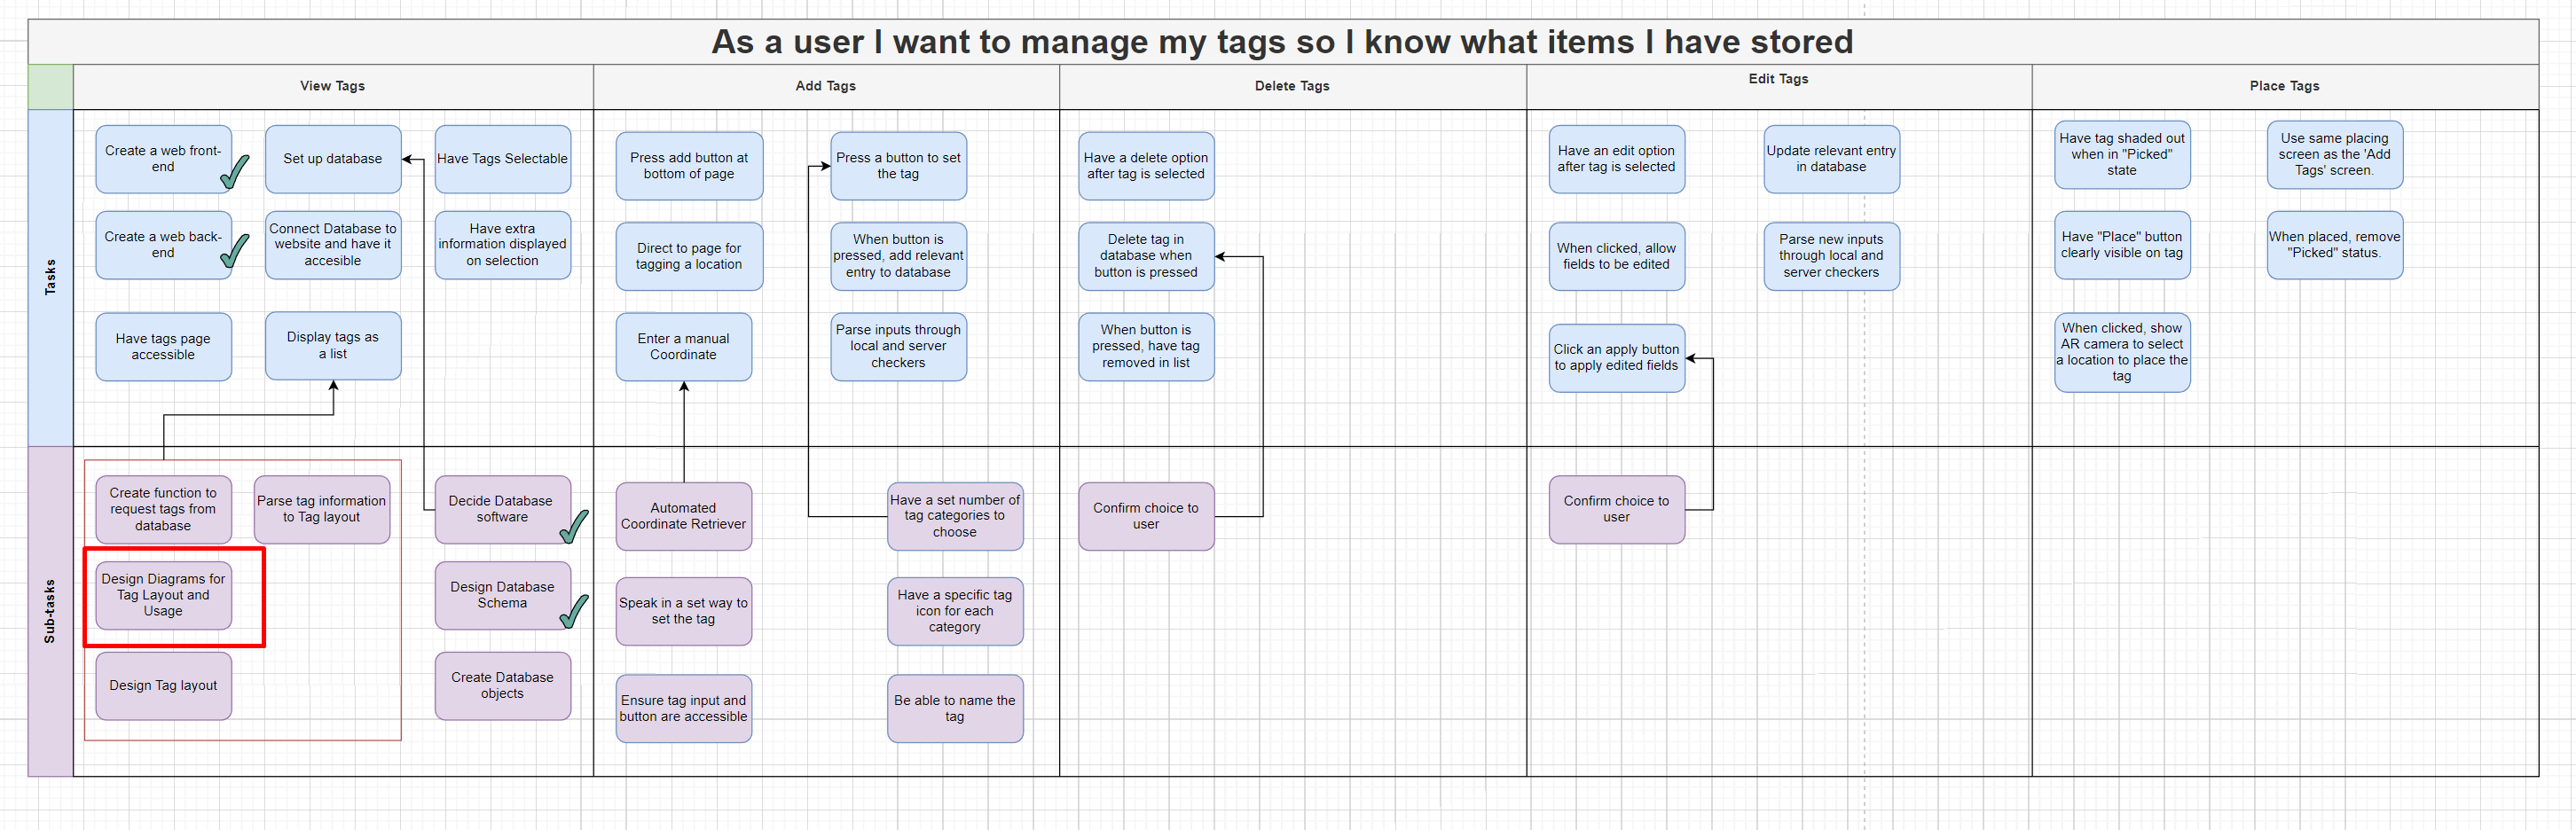 As a user I want to manage my tags so I know what items I have stored
View Tags
Add Tags
Delete Tags
Edit Tags
Place Tags
Tasks
Create a web front-
end
Set up database
Have Tags Selectable
Create a web back-
end
Connect Database to
website and have it
accesible
Have extra
information displayed
on selection
Have tags page
accessible
Display tags as
a list
Press add button at
bottom of page
Press a button to set
the tag
Direct to page for
tagging a location
When button is
pressed, add relevant
entry to database
Enter a manual
Coordinate
Parse inputs through
local and server
checkers
Have a delete option
after tag is selected
Delete tag in
database when
button is pressed
When button is
pressed, have tag
removed in list
Have an edit option
after tag is selected
Update relevant entry
in database
When clicked, allow
fields to be edited
Parse new inputs
through local and
server checkers
Click an apply button
to apply edited fields
Have tag shaded out
when in "Picked"
state
Use same placing
screen as the 'Add
Tags' screen.
Have "Place" button
clearly visible on tag
When placed, remove
"Picked" status.
When clicked, show
AR camera to select
a location to place the
tag
Sub-tasks
Create function to
request tags from
database
Parse tag information
to Tag layout
Decide Database
software
Design Diagrams for
Tag Layout and
Usage
Design Database
Schema
Design Tag layout
Create Database
objects
Automated
Coordinate Retriever
Have a set number of
tag categories to
choose
Speak in a set way to
set the tag
Have a specific tag
icon for each
category
Ensure tag input and
button are accessible
Be able to name the
tag
Confirm choice to
user
Confirm choice to
user